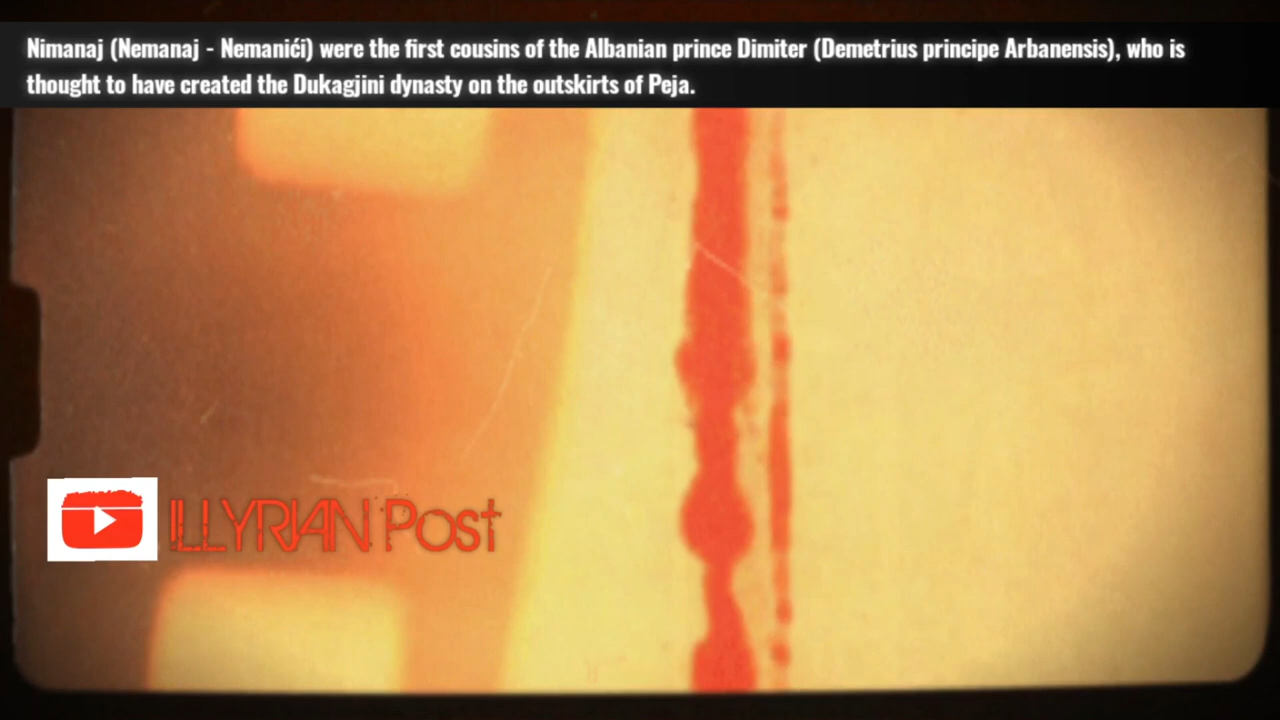 Nimanaj (Nemanaj - Nemanići) were the first cousins of the Albanian prince Dimiter (Demetrius principe Arbanensis), who is
thought to have created the Dukagjini dynasty on the outskirts of Peja.
ILLYRIAN Post